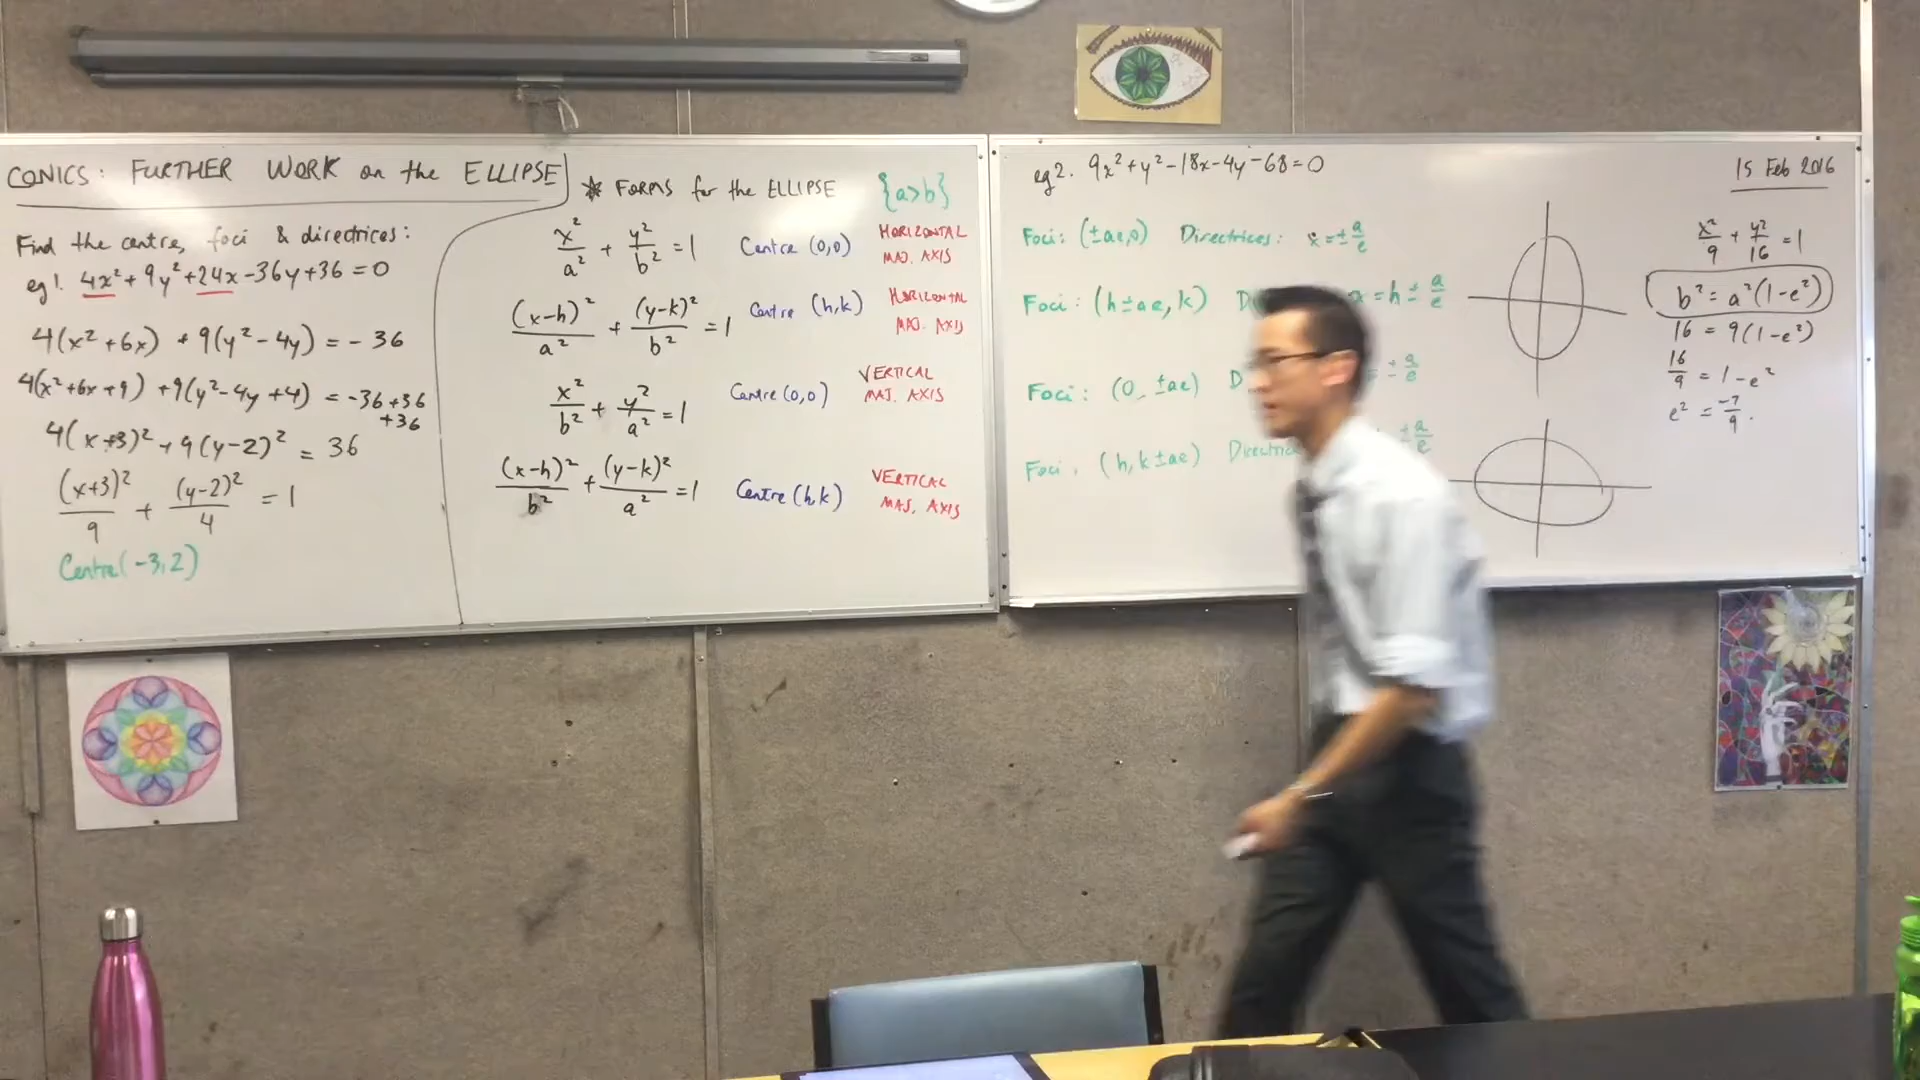 CONICS: FURTHER WORK on the ELLIPSE
Find the centre, foci & directrices:
eg 1. 4x² + 9y² + 24x - 36y + 36 = 0
4(x² + 6x) + 9(y² - 4y) = - 36
4(x² + 6x + 9) + 9(y² - 4y + 4) = -36 + 36
+36
4(x+3)² + 9(y-2)² = 36
(x+3)²/9 + (y-2)²/4 = 1
Centre (-3,2)
* FORMS for the ELLIPSE {a>b}
x²/a² + y²/b² = 1 Centre (0,0) HORIZONTAL
MAJ. AXIS
(x-h)²/a² + (y-k)²/b² = 1 Centre (h,k) HORIZONTAL
MAJ. AXIS
x²/b² + y²/a² = 1 Centre (0,0) VERTICAL
MAJ. AXIS
(x-h)²/b² + (y-k)²/a² = 1 Centre (h,k) VERTICAL
MAJ. AXIS
eg 2. 9x² + y² - 18x - 4y - 68 = 0
15 Feb 2016
Foci: (±ae,0) Directrices: x = ± a/e
Foci: (h ± ae, k) x = h ± a/e
Foci: (0, ±ae) = ± a/e
Foci: (h, k ± ae) ± a/e
x²/9 + y²/16 = 1
b² = a²(1-e²)
16 = 9(1-e²)
16/9 = 1-e²
e² = -7/9.